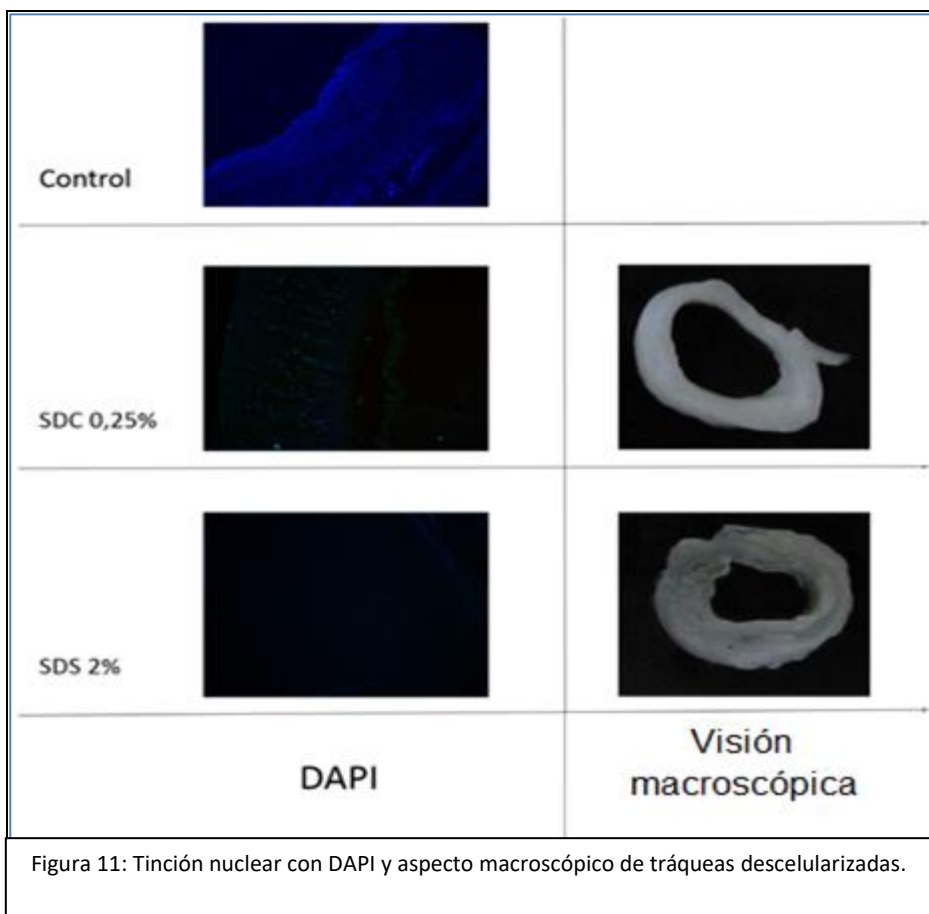 Control
SDC 0,25%
SDS 2%
DAPI
Visión
macroscópica
Figura 11: Tinción nuclear con DAPI y aspecto macroscópico de tráqueas descelularizadas.